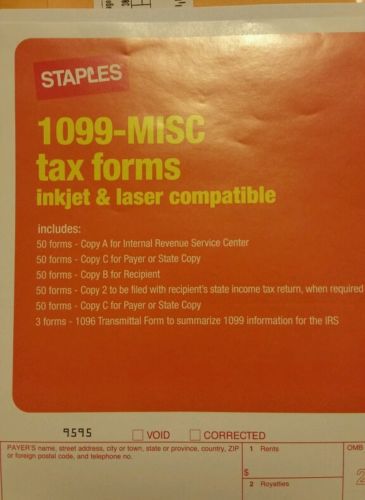 STAPLES
1099-MISC
tax forms
inkjet & laser compatible
includes:
50 forms - Copy A for Internal Revenue Service Center
50 forms - Copy C for Payer or State Copy
50 forms - Copy B for Recipient
50 forms - Copy 2 to be filed with recipient's state income tax return, when required
50 forms - Copy C for Payer or State Copy
3 forms - 1096 Transmittal Form to summarize 1099 information for the IRS
9595 VOID CORRECTED
PAYER'S name, street address, city or town, state or province, country, ZIP
or foreign postal code, and telephone no.
1 Rents
OMB
$
2 Royalties
2